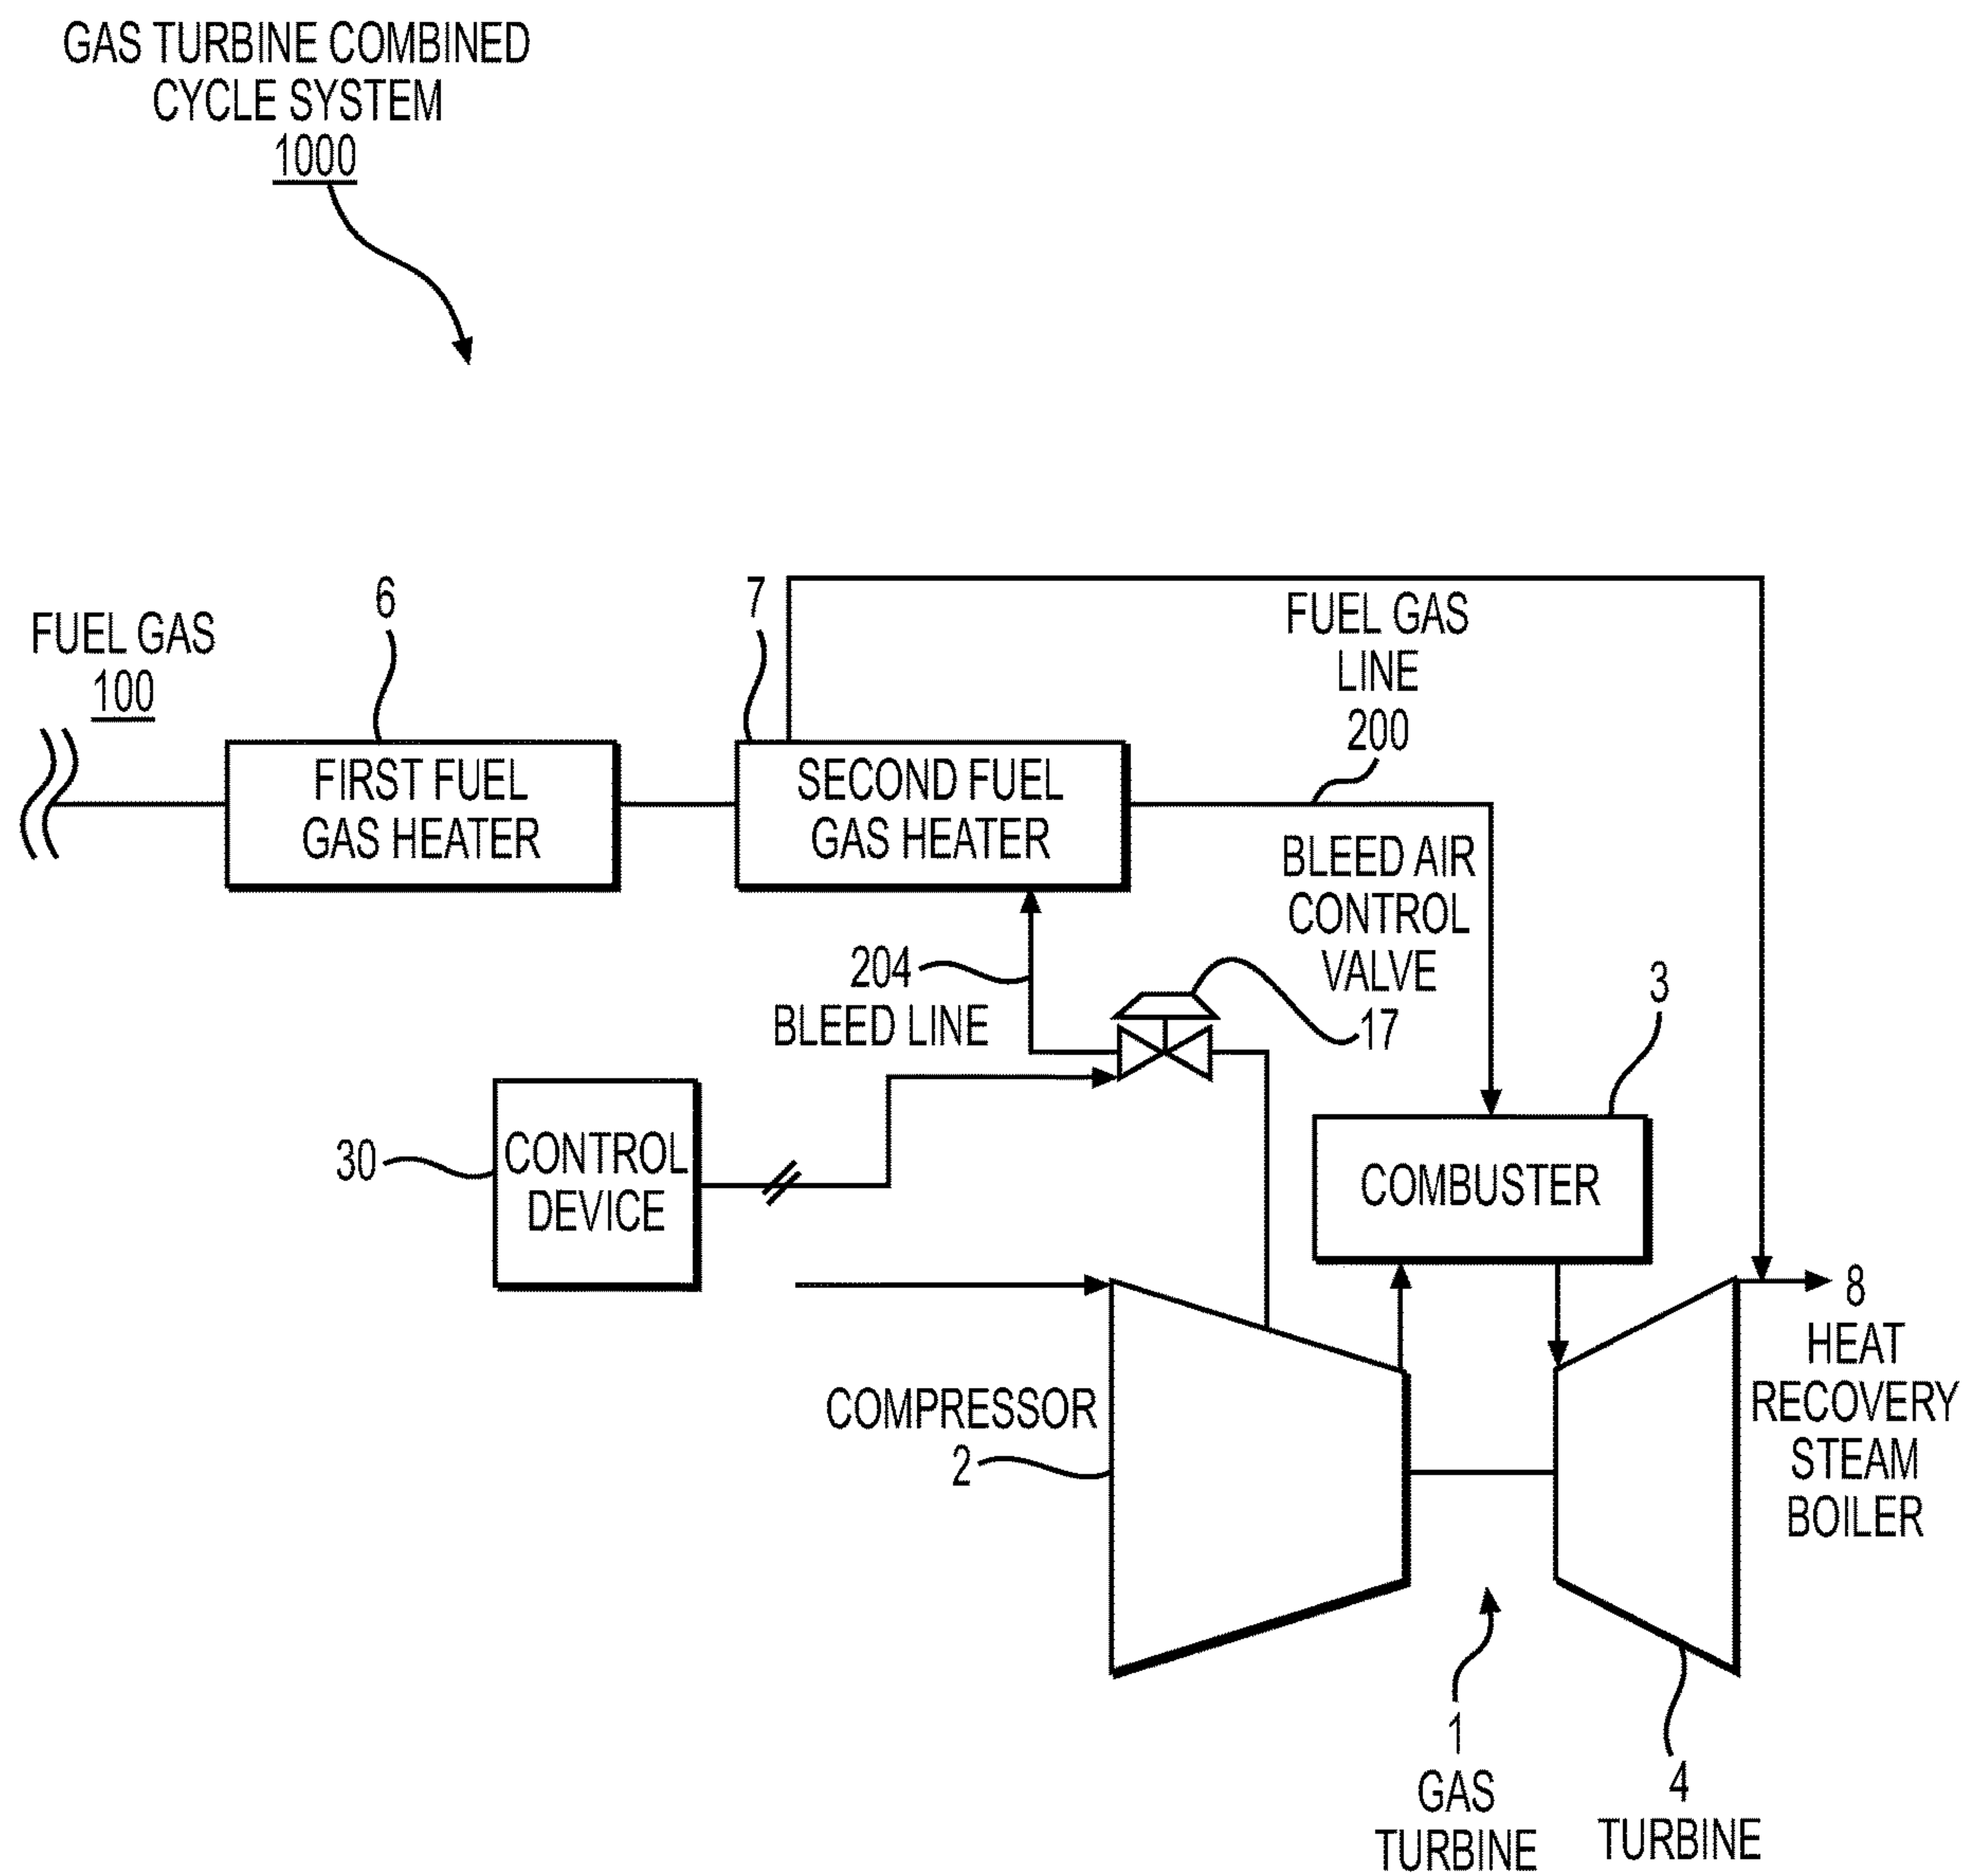 GAS TURBINE COMBINED
CYCLE SYSTEM
1000
6
7
FUEL GAS
100
FUEL GAS
LINE
200
FIRST FUEL
GAS HEATER
SECOND FUEL
GAS HEATER
BLEED AIR
CONTROL
VALVE
17
204
BLEED LINE
3
30
CONTROL
DEVICE
COMBUSTER
8
HEAT
RECOVERY
STEAM
BOILER
COMPRESSOR
2
1
GAS
TURBINE
4
TURBINE